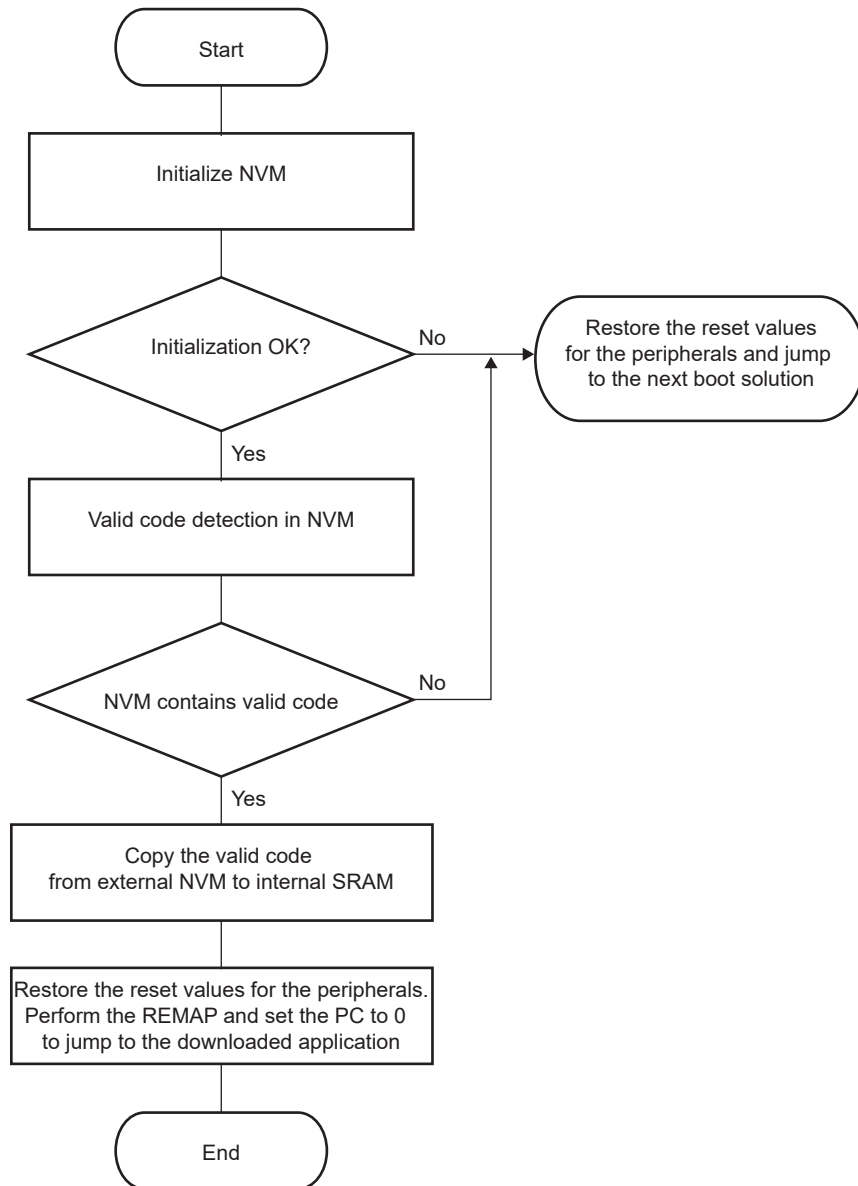 Start
Initialize NVM
Initialization OK?
No
Restore the reset values
for the peripherals and jump
to the next boot solution
Yes
Valid code detection in NVM
NVM contains valid code
No
Yes
Copy the valid code
from external NVM to internal SRAM
Restore the reset values for the peripherals.
Perform the REMAP and set the PC to 0
to jump to the downloaded application
End